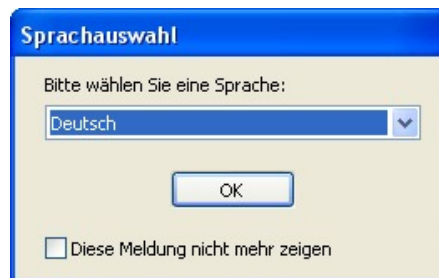 Sprachauswahl
Bitte wählen Sie eine Sprache:
Deutsch
OK
Diese Meldung nicht mehr zeigen